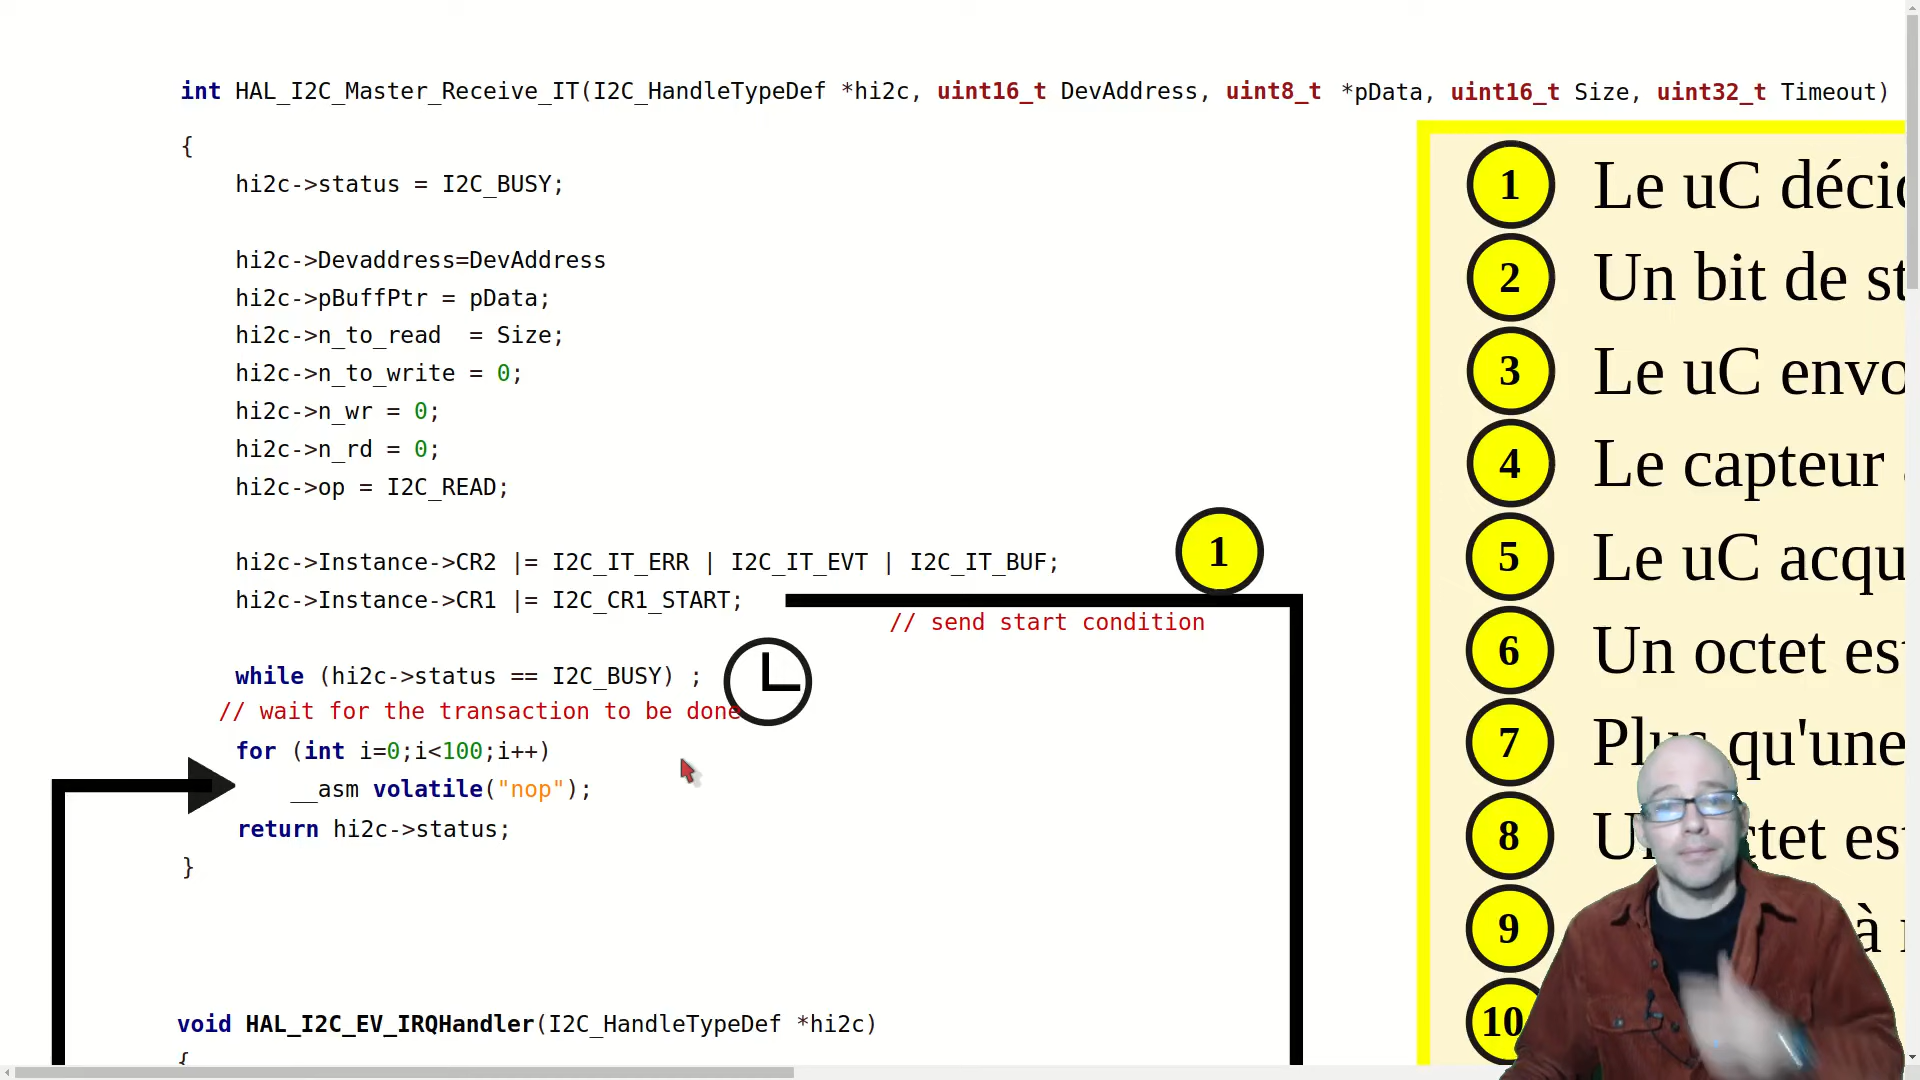 int HAL_I2C_Master_Receive_IT(I2C_HandleTypeDef *hi2c, uint16_t DevAddress, uint8_t *pData, uint16_t Size, uint32_t Timeout)
{
hi2c->status = I2C_BUSY;
hi2c->Devaddress=DevAddress
hi2c->pBuffPtr = pData;
hi2c->n_to_read = Size;
hi2c->n_to_write = 0;
hi2c->n_wr = 0;
hi2c->n_rd = 0;
hi2c->op = I2C_READ;
hi2c->Instance->CR2 |= I2C_IT_ERR | I2C_IT_EVT | I2C_IT_BUF;
hi2c->Instance->CR1 |= I2C_CR1_START;
1
// send start condition
while (hi2c->status == I2C_BUSY) ;
// wait for the transaction to be done
for (int i=0;i<100;i++)
__asm volatile("nop");
return hi2c->status;
}
void HAL_I2C_EV_IRQHandler(I2C_HandleTypeDef *hi2c)
{
1 Le uC
2 Un bit de
3 Le uC
4 Le capteur
5 Le uC
6 Un octet
7 qu'une
8
9 à
10